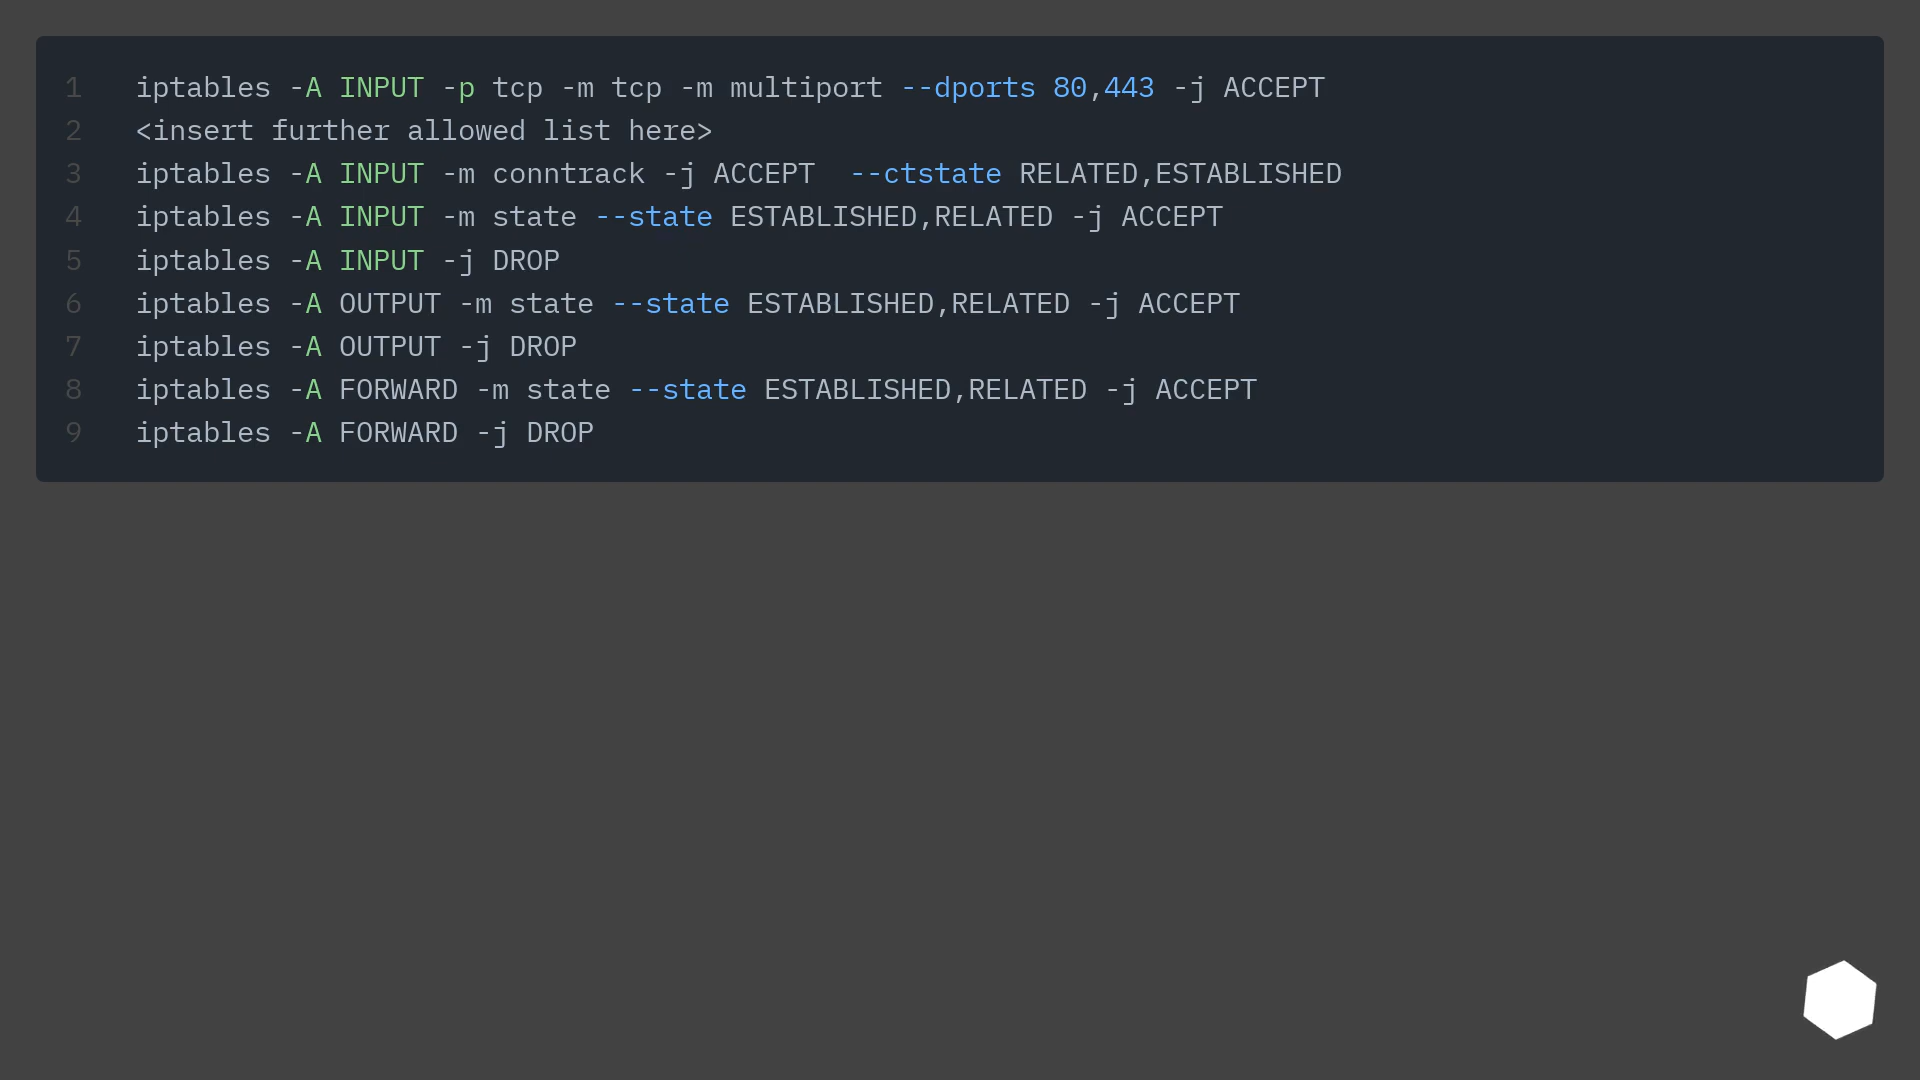 1 iptables -A INPUT -p tcp -m tcp -m multiport --dports 80,443 -j ACCEPT
2 <insert further allowed list here>
3 iptables -A INPUT -m conntrack -j ACCEPT  --ctstate RELATED,ESTABLISHED
4 iptables -A INPUT -m state --state ESTABLISHED,RELATED -j ACCEPT
5 iptables -A INPUT -j DROP
6 iptables -A OUTPUT -m state --state ESTABLISHED,RELATED -j ACCEPT
7 iptables -A OUTPUT -j DROP
8 iptables -A FORWARD -m state --state ESTABLISHED,RELATED -j ACCEPT
9 iptables -A FORWARD -j DROP